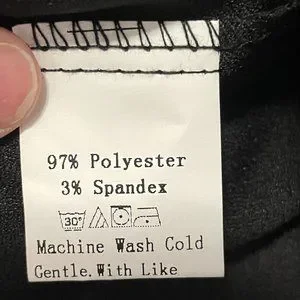 97% Polyester
3% Spandex
30°
Machine Wash Cold
Gentle.With Like